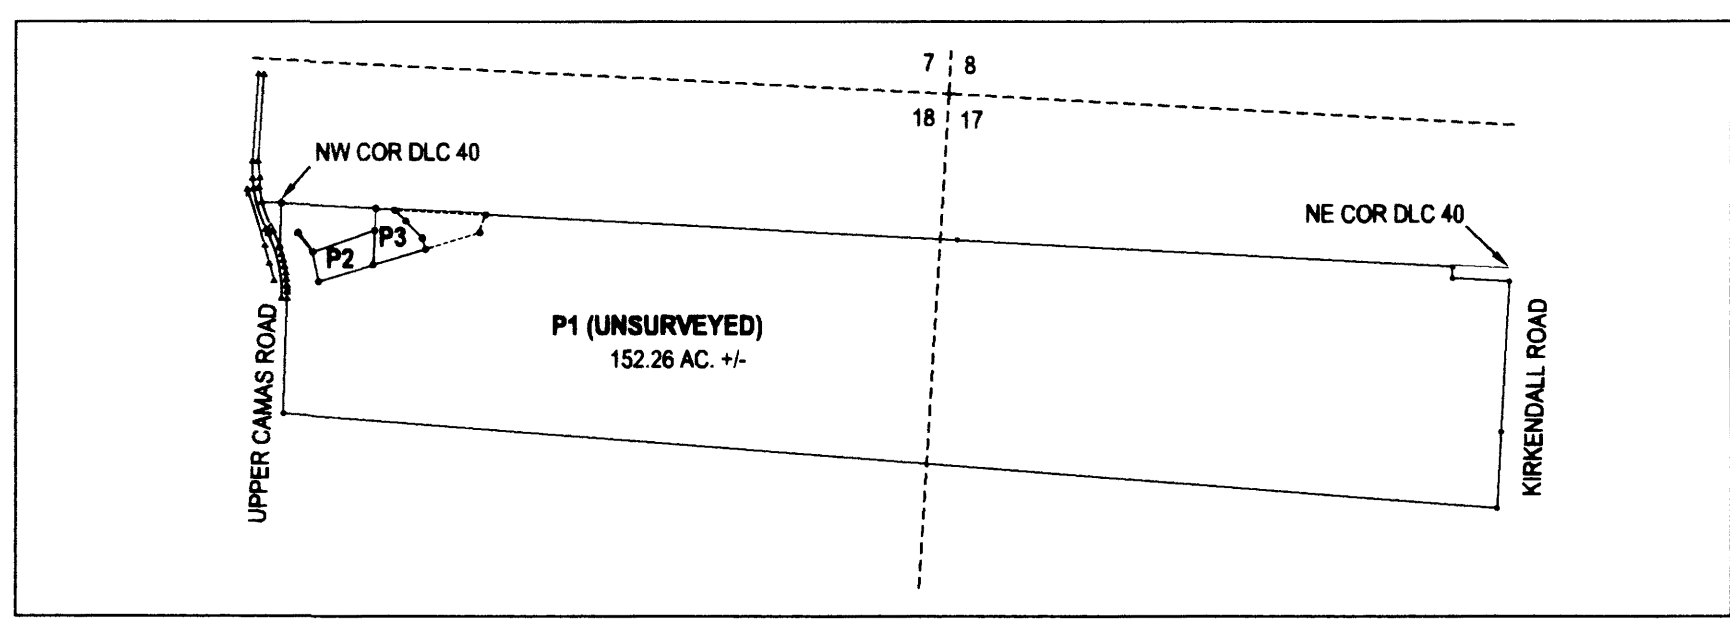 7 8
18 17
NW COR DLC 40
NE COR DLC 40
P3
P2
P1 (UNSURVEYED)
152.26 AC. +/-
UPPER CAMAS ROAD
KIRKENDALL ROAD